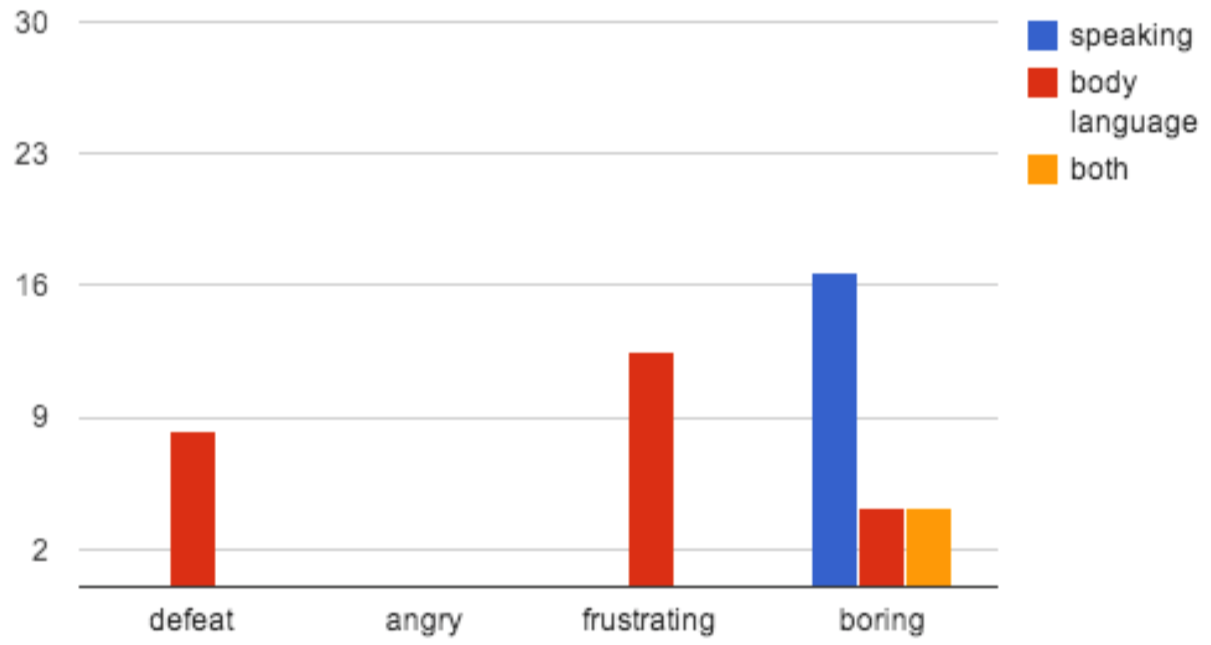 30
23
16
9
2
defeat angry frustrating boring
speaking
body
language
both